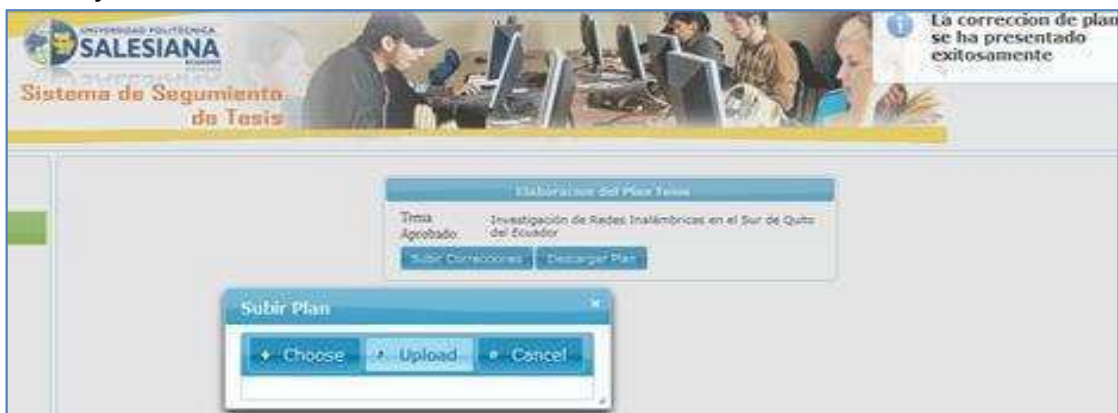 UNIVERSIDAD POLITÉCNICA
SALESIANA
ECUADOR
Sistema de Segumiento
de Tesis
La correccion de plan
se ha presentado
exitosamente
Elaboracion del Plan Tesis
Tema
Aprobado
Investigación de Redes Inalámbricas en el Sur de Quito
del Ecuador
Subir Correcciones
Descargar Plan
Subir Plan
Choose
Upload
Cancel